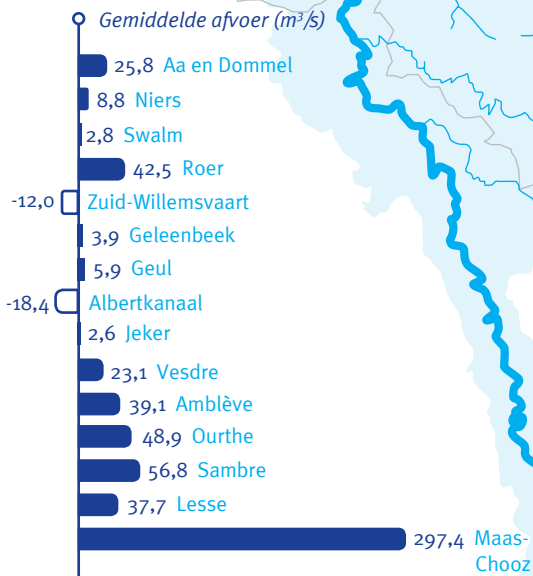 Gemiddelde afvoer (m³/s)
25,8 Aa en Dommel
8,8 Niers
2,8 Swalm
42,5 Roer
-12,0 Zuid-Willemsvaart
3,9 Geleenbeek
5,9 Geul
-18,4 Albertkanaal
2,6 Jeker
23,1 Vesdre
39,1 Amblève
48,9 Ourthe
56,8 Sambre
37,7 Lesse
297,4 Maas-
Chooz